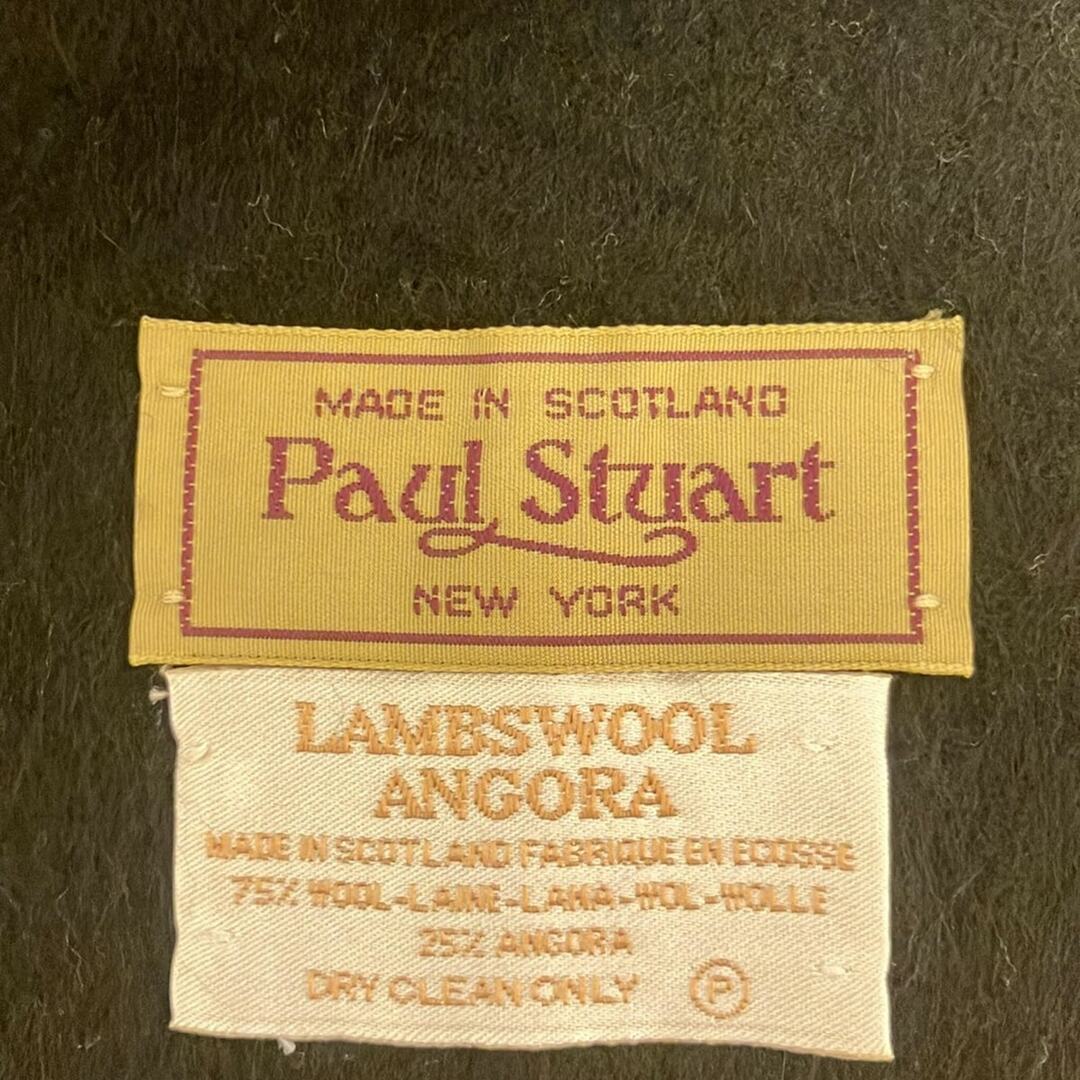 MADE IN SCOTLAND
Paul Stuart
NEW YORK
LAMBSWOOL
ANGORA
MADE IN SCOTLAND FABRIQUE EN ECOSSE
75% WOOL-LAINE-LANA-WOL-WOLLE
25% ANGORA
DRY CLEAN ONLY P